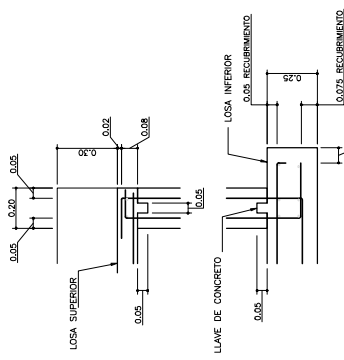 0.05
0.20
0.05
0.30
0.02
0.08
0.05
0.05
LOSA SUPERIOR
0.05 RECUBRIMIENTO
0.25
0.075 RECUBRIMIENTO
LOSA INFERIOR
0.05
LLAVE DE CONCRETO